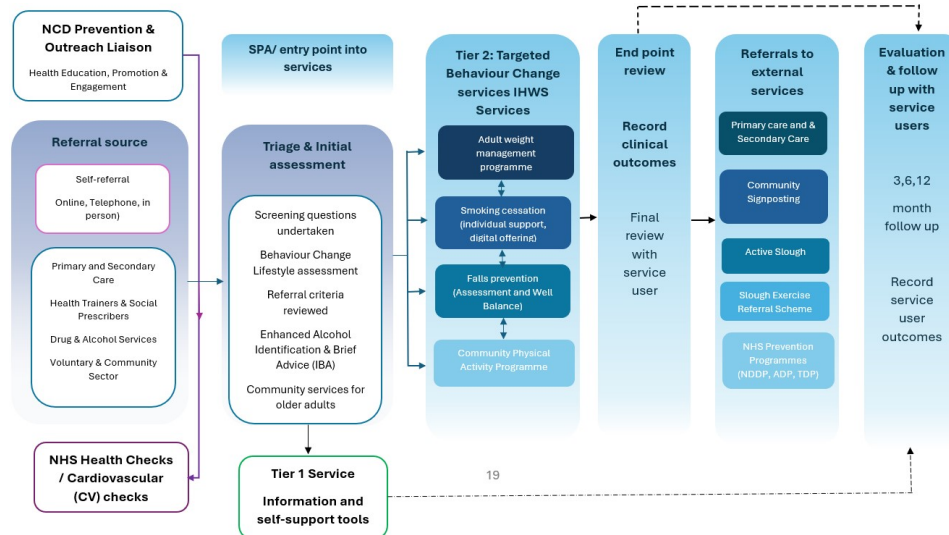 NCD Prevention &
Outreach Liaison
Health Education, Promotion &
Engagement
Referral source
Self-referral
Online, Telephone, in
person)
Primary and Secondary
Care
Health Trainers & Social
Prescribers
Drug & Alcohol Services
Voluntary & Community
Sector
NHS Health Checks
/ Cardiovascular
(CV) checks
SPA/ entry point into
services
Triage & Initial
assessment
Screening questions
undertaken
Behaviour Change
Lifestyle assessment
Referral criteria
reviewed
Enhanced Alcohol
Identification & Brief
Advice (IBA)
Community services for
older adults
Tier 1 Service
Information and
self-support tools
Tier 2: Targeted
Behaviour Change
services IHWS
Services
Adult weight
management
programme
Smoking cessation
(individual support,
digital offering)
Falls prevention
(Assessment and Well
Balance)
Community Physical
Activity Programme
End point
review
Record
clinical
outcomes
Final
review
with
service
user
Referrals to
external
services
Primary care and &
Secondary Care
Community
Signposting
Active Slough
Slough Exercise
Referral Scheme
NHS Prevention
Programmes
(NDDP, ADP, TDP)
Evaluation
& follow
up with
service
users
3,6,12
month
follow up
Record
service
user
outcomes
19